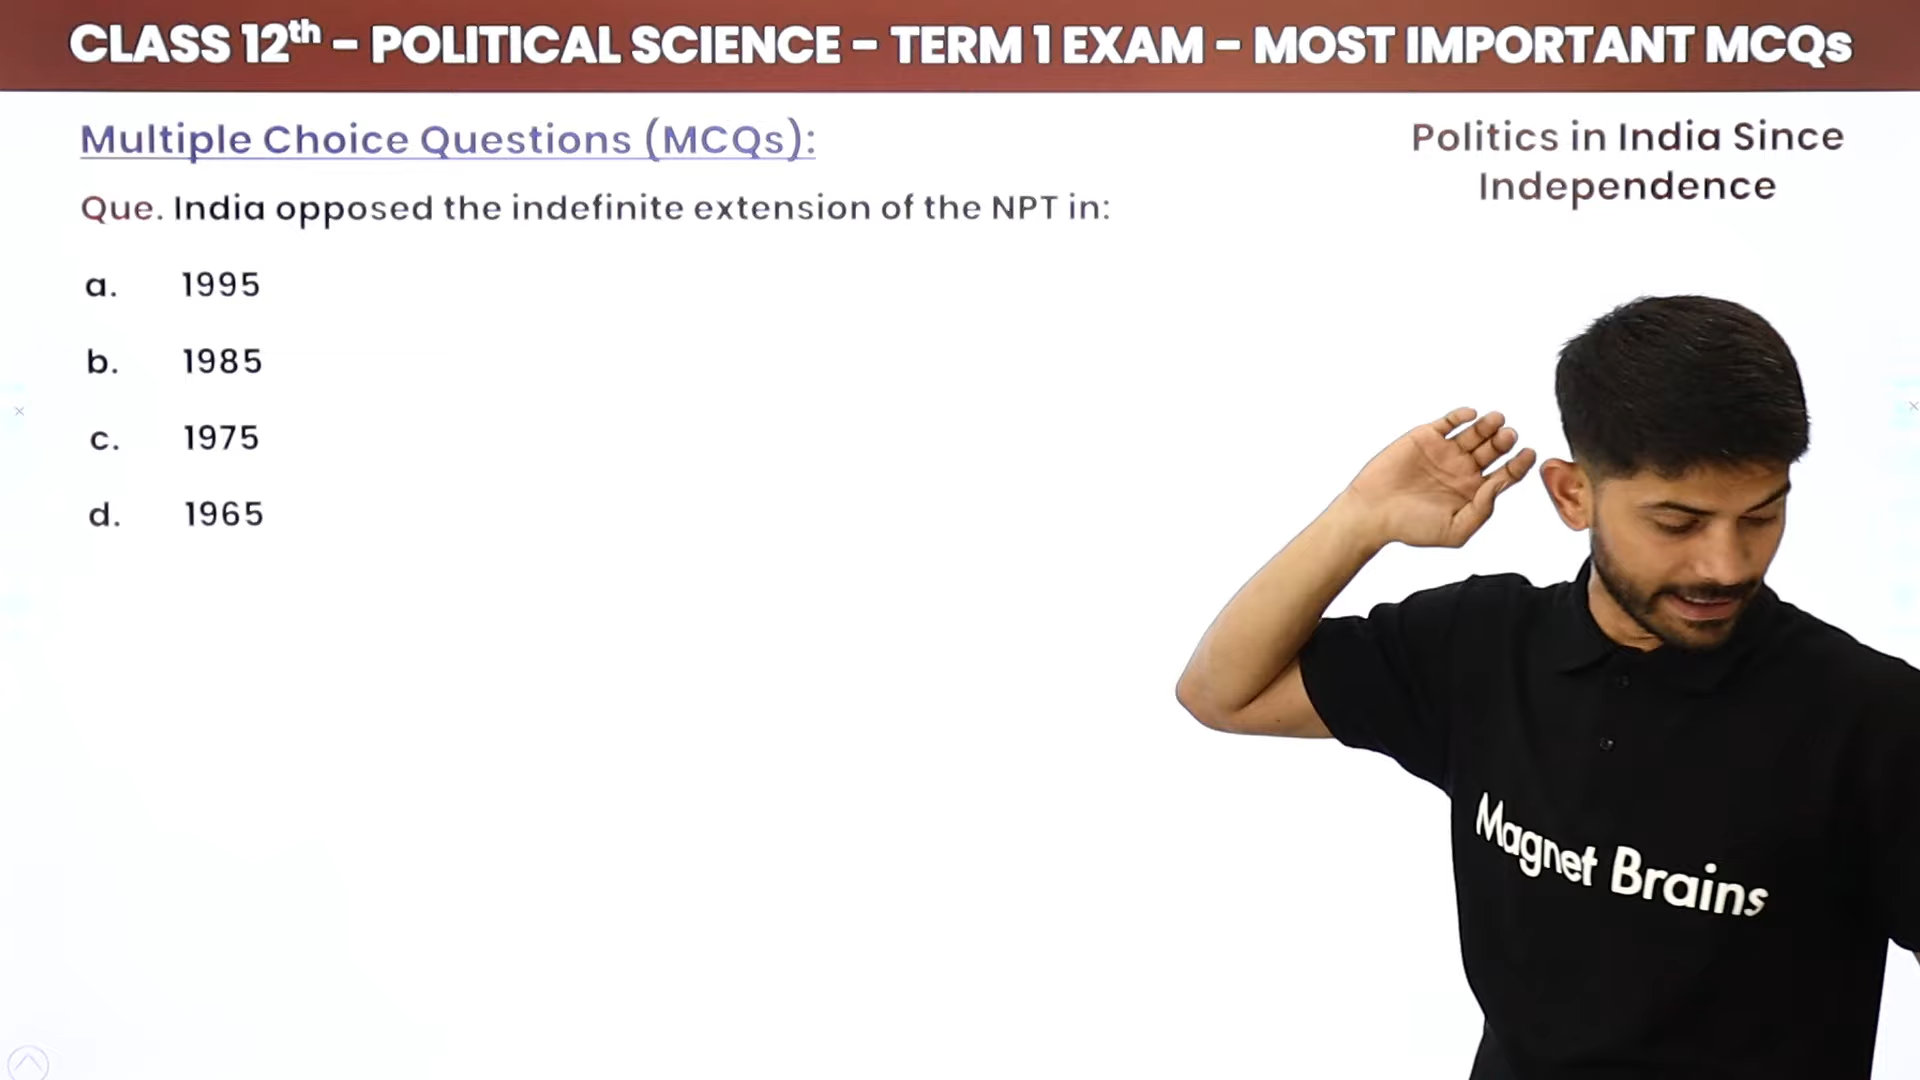 CLASS 12th – POLITICAL SCIENCE – TERM 1 EXAM – MOST IMPORTANT MCQs
Multiple Choice Questions (MCQs):
Politics in India Since
Independence
Que. India opposed the indefinite extension of the NPT in:
a. 1995
b. 1985
c. 1975
d. 1965
Magnet Brains